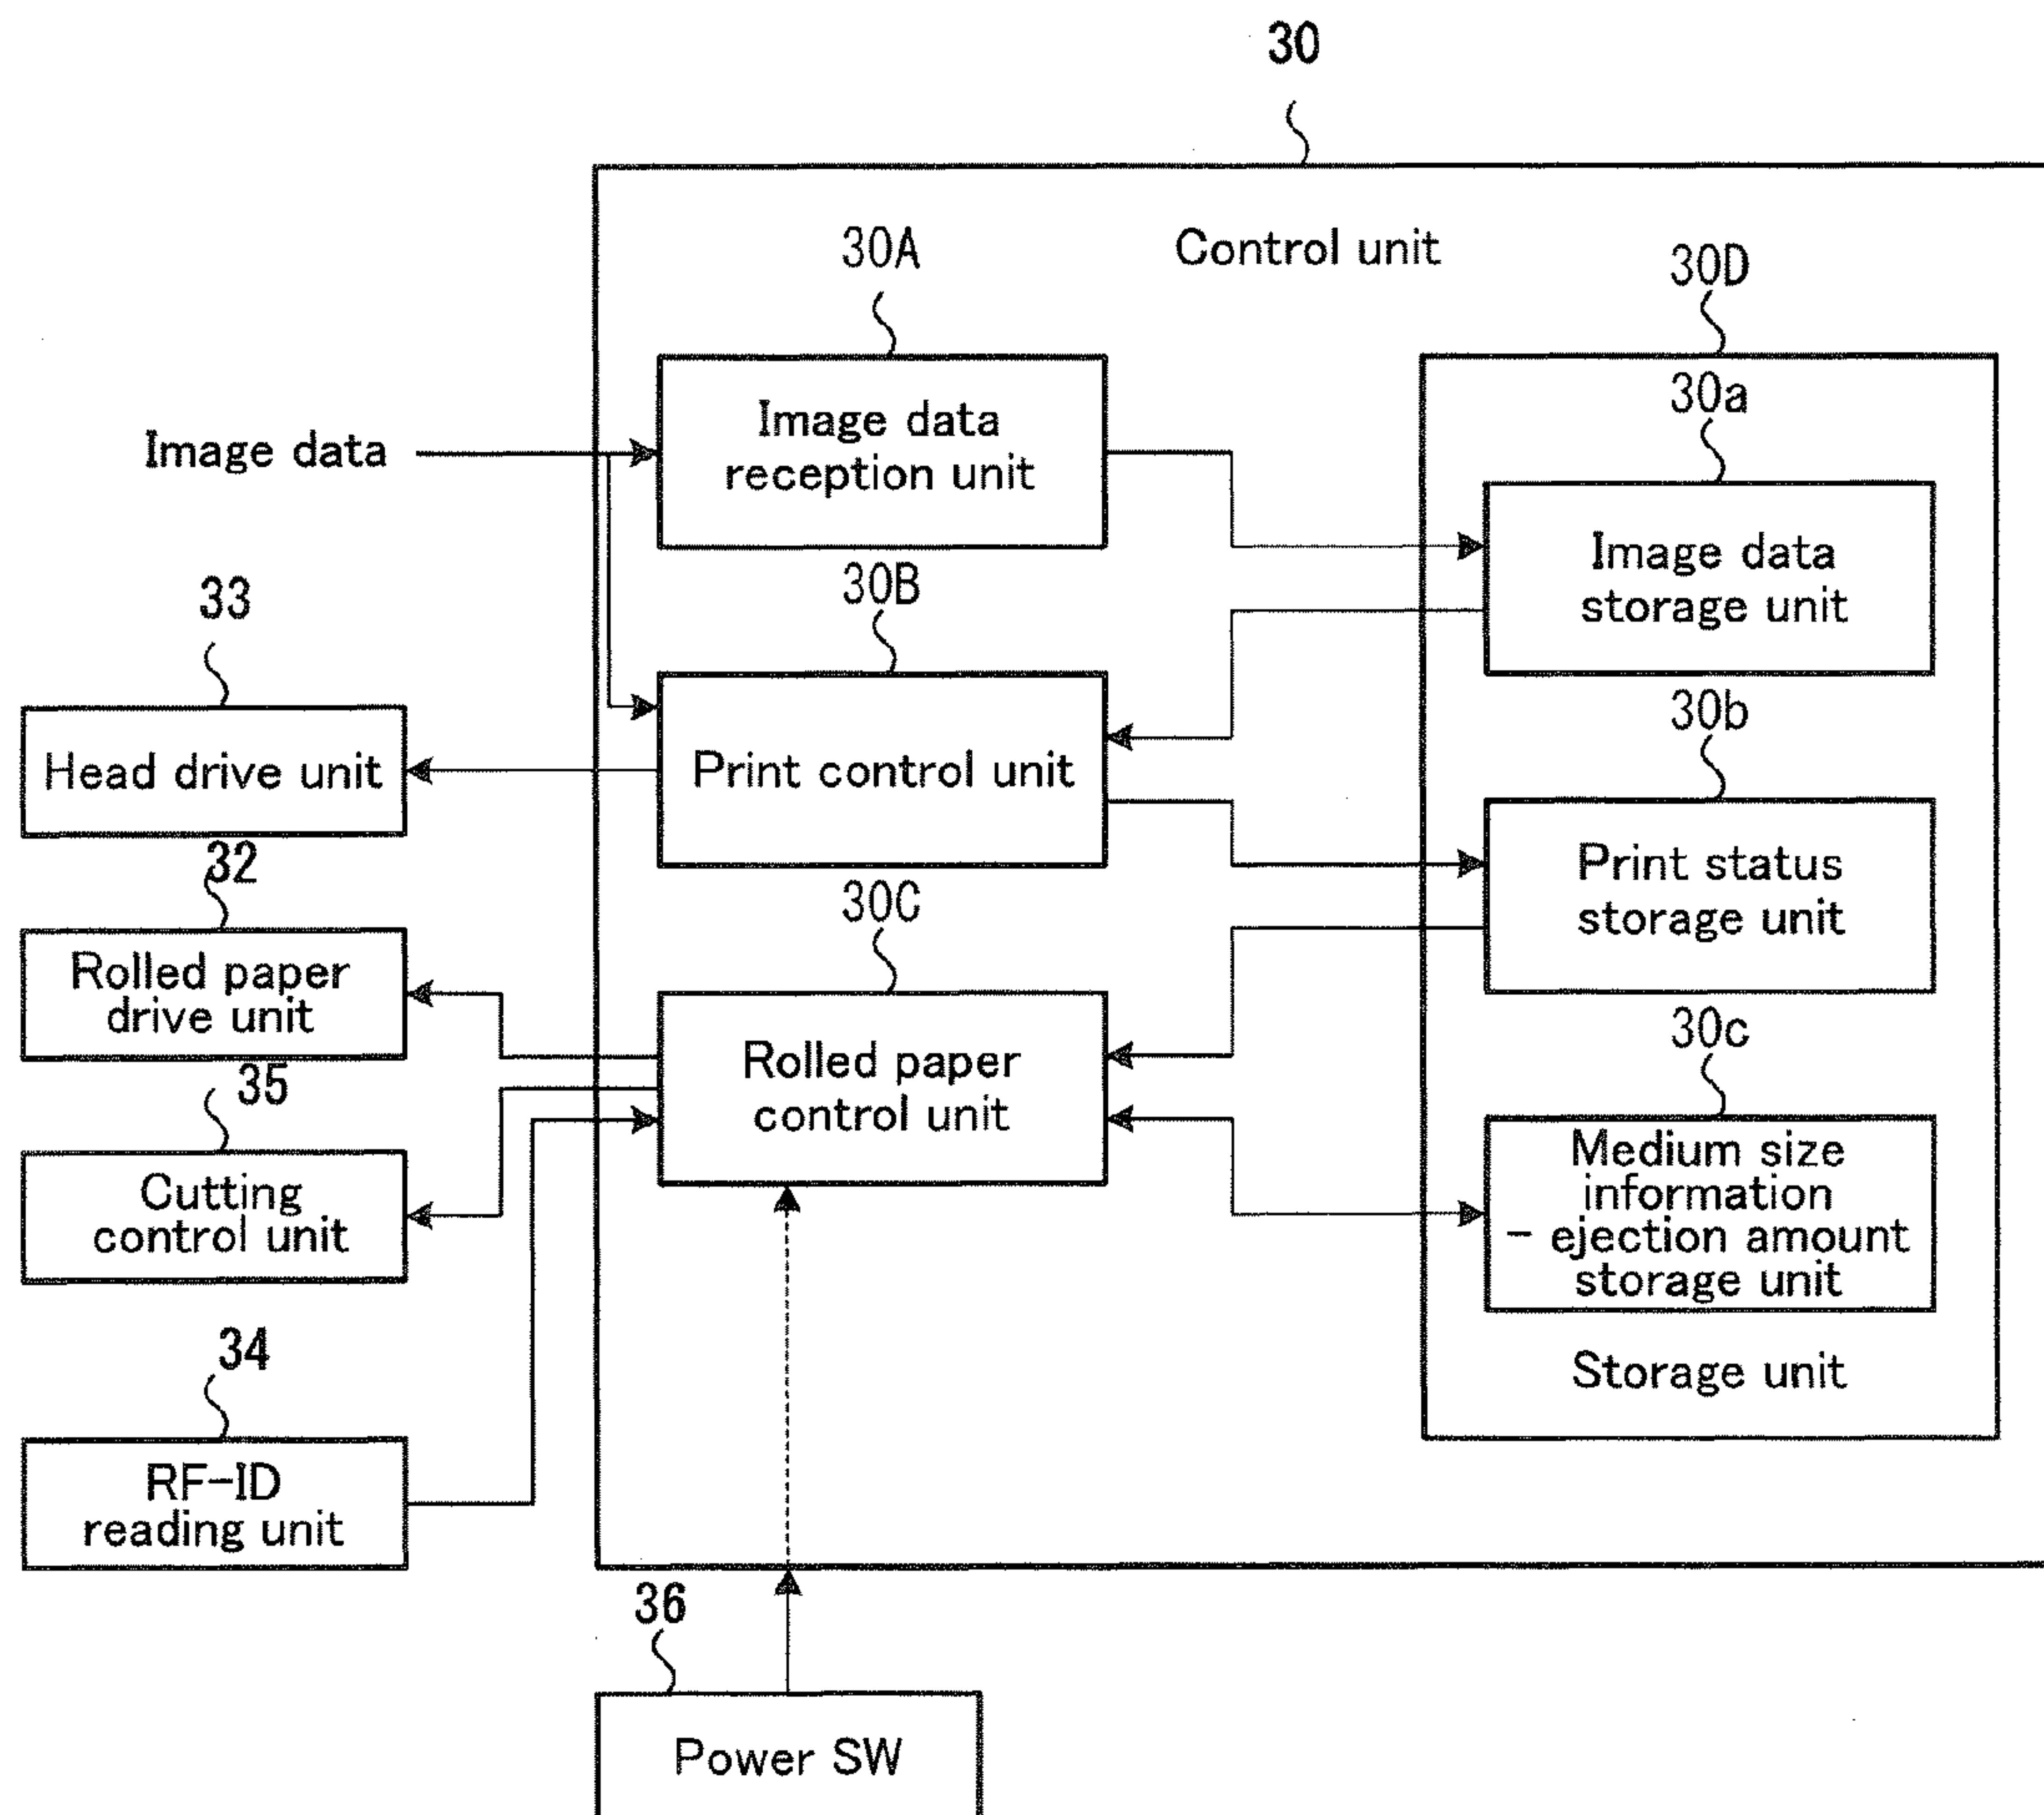 30
Control unit
30A
30D
Image data
reception unit
30a
Image data
Image data
storage unit
33
30B
Head drive unit
Print control unit
30b
Print status
storage unit
32
Rolled paper
drive unit
30C
Rolled paper
control unit
30c
Medium size
information
- ejection amount
storage unit
35
Cutting
control unit
Storage unit
34
RF-ID
reading unit
36
Power SW